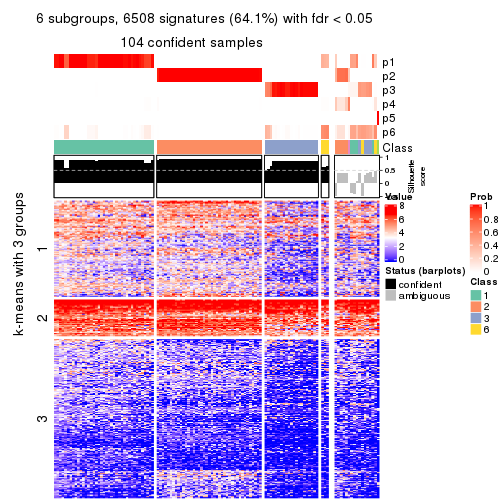 6 subgroups, 6508 signatures (64.1%) with fdr < 0.05
104 confident samples
p1
p2
p3
p4
p5
p6
Class
1
0.5
0
Silhouette
score
k-means with 3 groups
1
2
3
Value
8
6
4
2
0
Status (barplots)
confident
ambiguous
Prob
1
0.8
0.6
0.4
0.2
0
Class
1
2
3
6